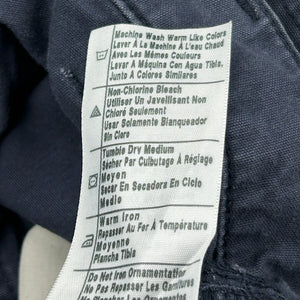 Machine Wash Warm Like Colors
Laver À La Machine À L'eau Chaud
Avec Les Mêmes Couleurs
Lavar À Máquina Con Agua Tibia,
Junto A Colores Similares
Non-Chlorine Bleach
Utiliser Un Javellisant Non
Chloré Seulement
Usar Solamente Blanqueador
Sin Cloro
Tumble Dry Medium
Sécher Par Culbutage À Réglage
Moyen
Secar En Secadora En Ciclo
Medio
Warm Iron
Repasser Au Fer À Température
Moyenne
Plancha Tibia
Do Not Iron Ornamentation
Ne Pas Repasser Les Garnitures
No Planchar Los